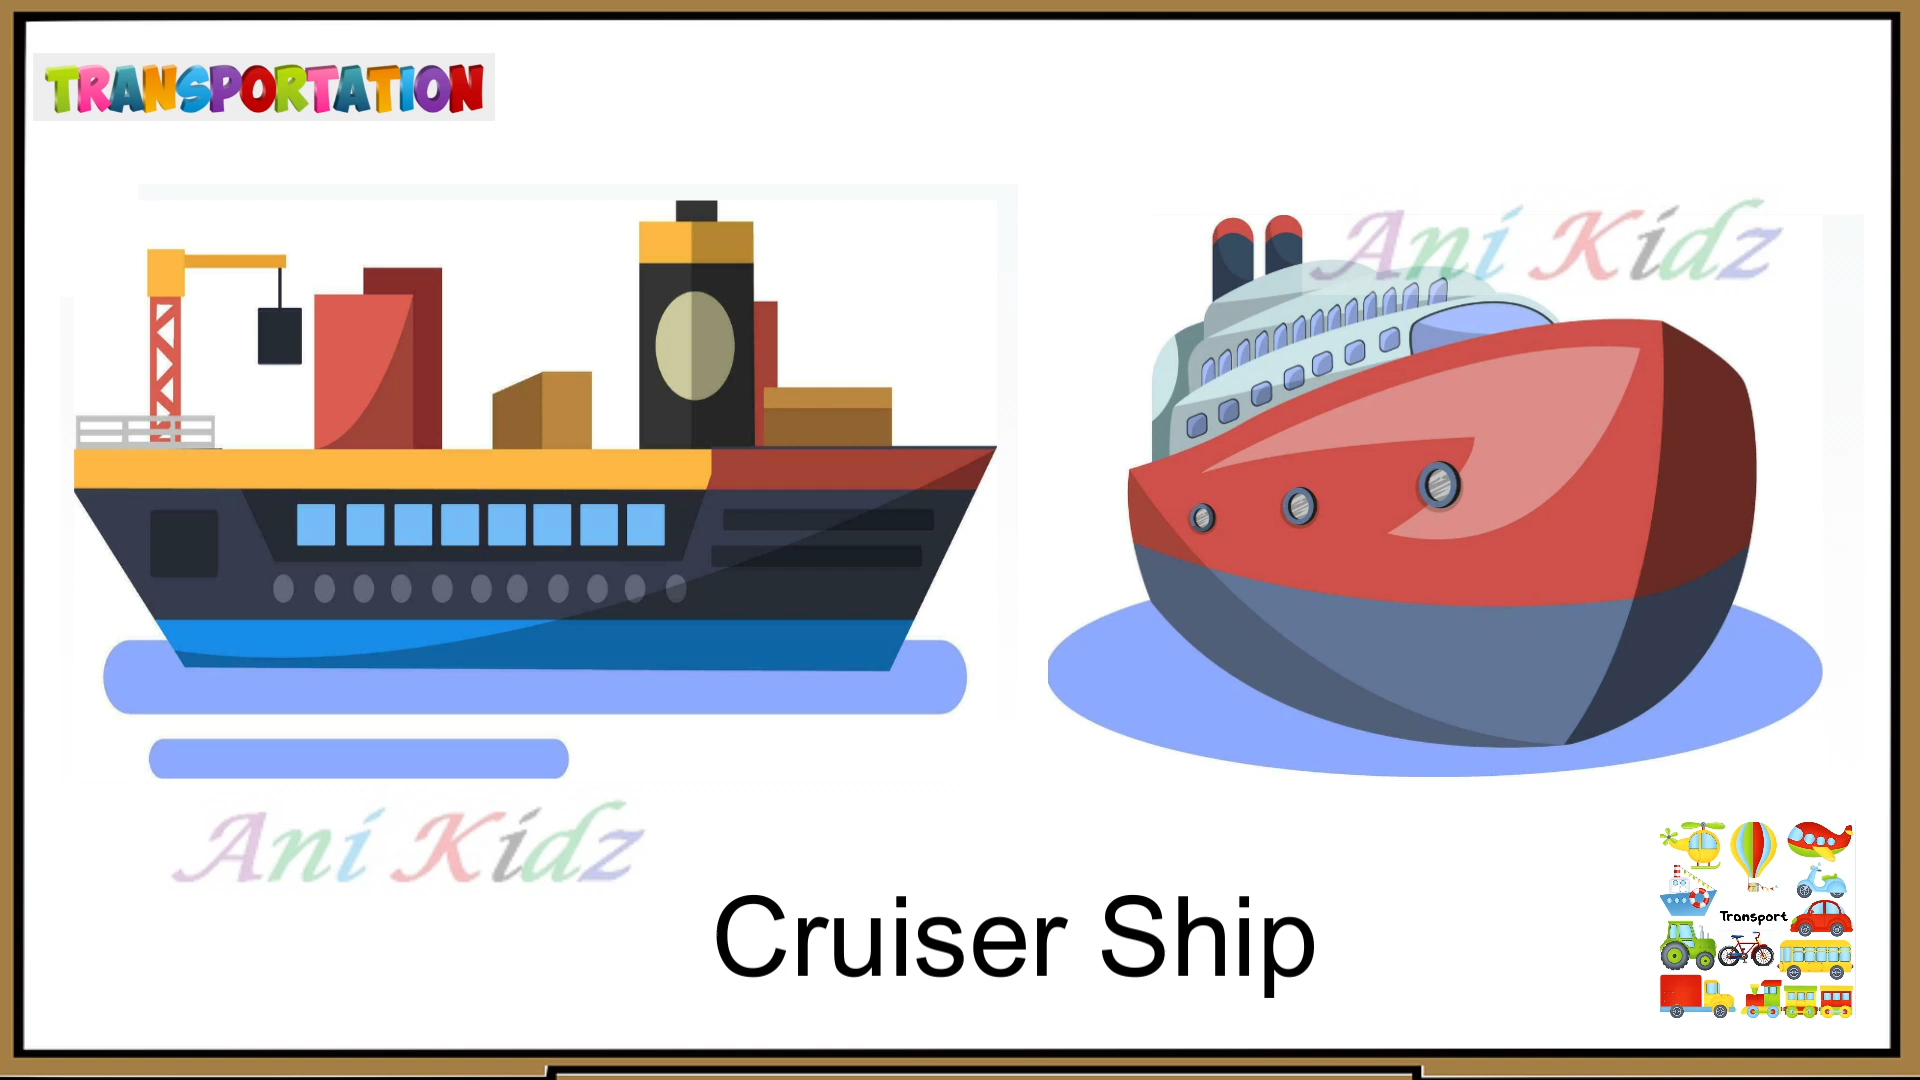 TRANSPORTATION
Ani Kidz
Ani Kidz
Cruiser Ship
Transport